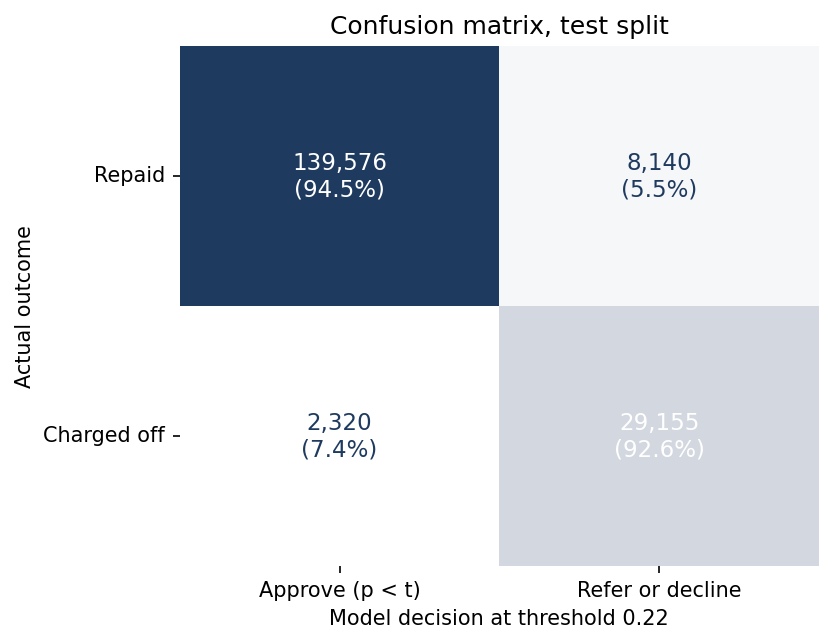 Confusion matrix, test split
Actual outcome
Repaid
139,576
(94.5%)
8,140
(5.5%)
Charged off
2,320
(7.4%)
29,155
(92.6%)
Approve (p < t)
Refer or decline
Model decision at threshold 0.22